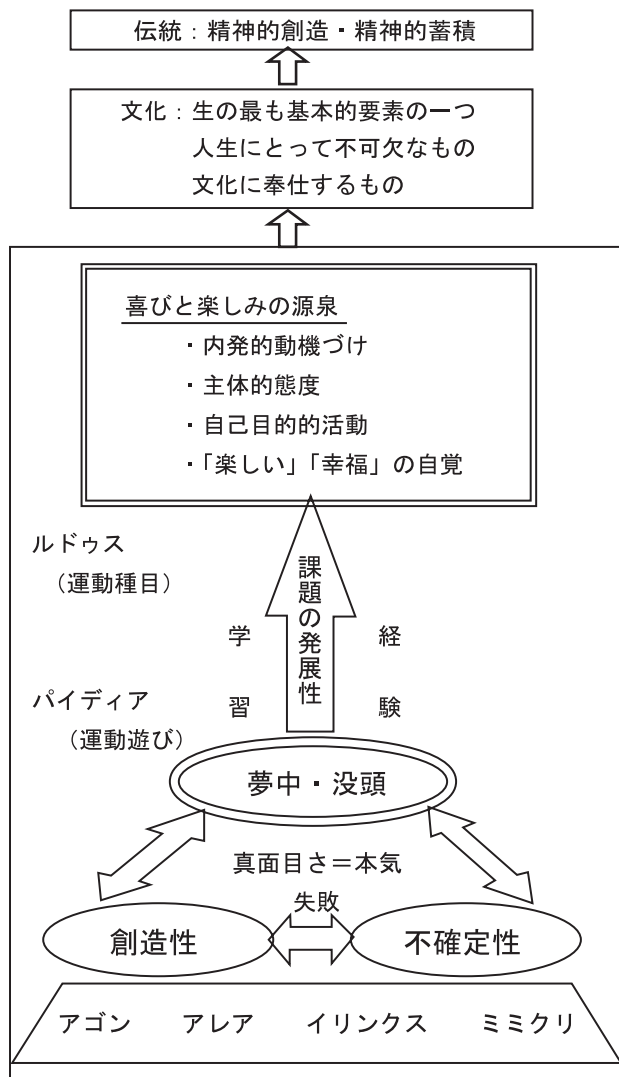 伝統：精神的創造・精神的蓄積
文化：生の最も基本的要素の一つ
人生にとって不可欠なもの
文化に奉仕するもの
喜びと楽しみの源泉
・内発的動機づけ
・主体的態度
・自己目的的活動
・「楽しい」「幸福」の自覚
ルドゥス
（運動種目）
課題の発展性
学習
経験
パイディア
（運動遊び）
夢中・没頭
真面目さ＝本気
失敗
創造性
不確定性
アゴン アレア イリンクス ミミクリ